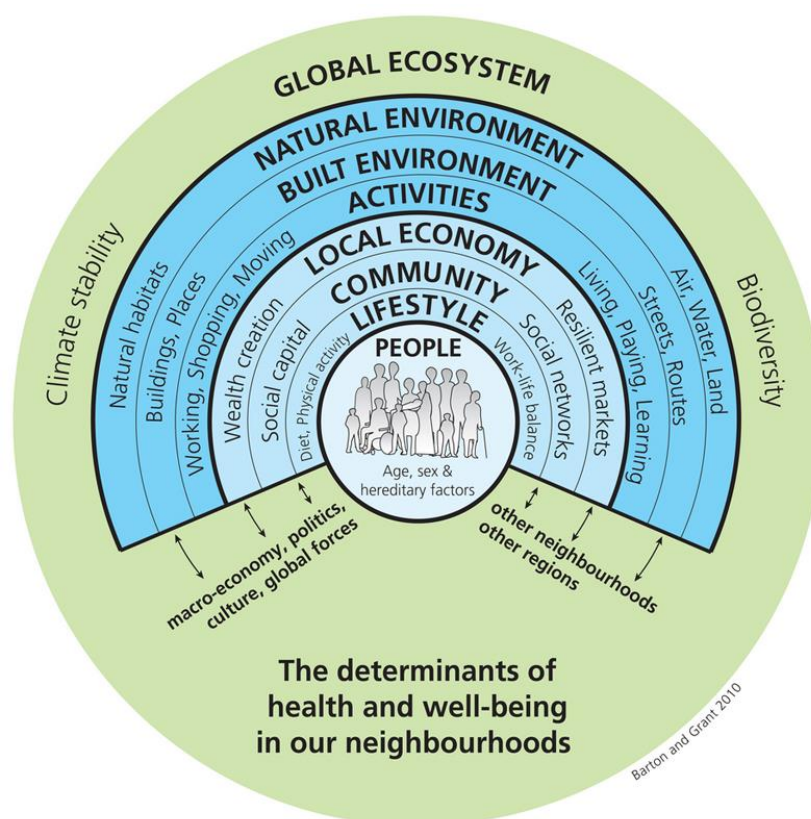 GLOBAL ECOSYSTEM
NATURAL ENVIRONMENT
BUILT ENVIRONMENT
ACTIVITIES
LOCAL ECONOMY
COMMUNITY
LIFESTYLE
PEOPLE
Age, sex &
hereditary factors
Climate stability
Natural habitats
Buildings, Places
Working, Shopping, Moving
Wealth creation
Social capital
Diet, Physical activity
Work-life balance
Social networks
Resilient markets
Living, Playing, Learning
Streets, Routes
Air, Water, Land
Biodiversity
macro-economy, politics,
culture, global forces
other neighbourhoods
other regions
The determinants of
health and well-being
in our neighbourhoods
Barton and Grant 2010